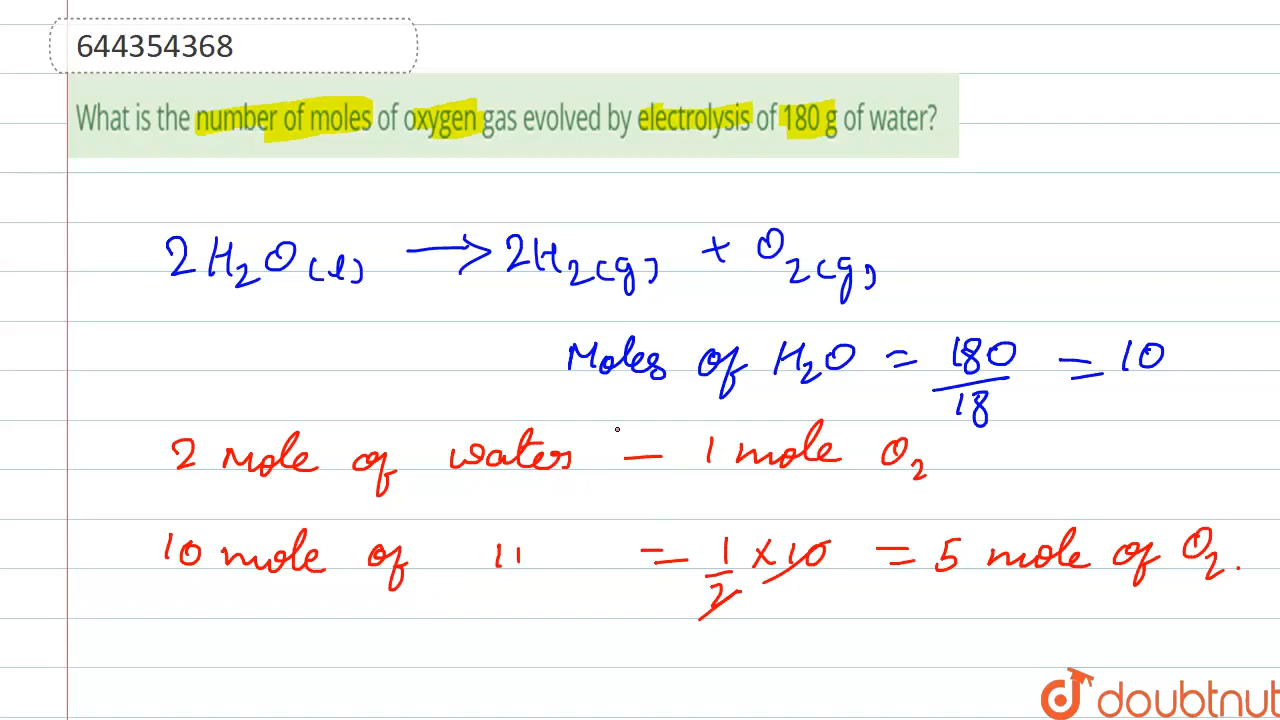 644354368
What is the number of moles of oxygen gas evolved by electrolysis of 180 g of water?
2H₂O(l) → 2H₂(g) + O₂(g)
Moles of H₂O = 180/18 = 10
2 mole of water — 1 mole O₂
10 mole of 11 = 1/2 × 10 = 5 mole of O₂.
doubtnut